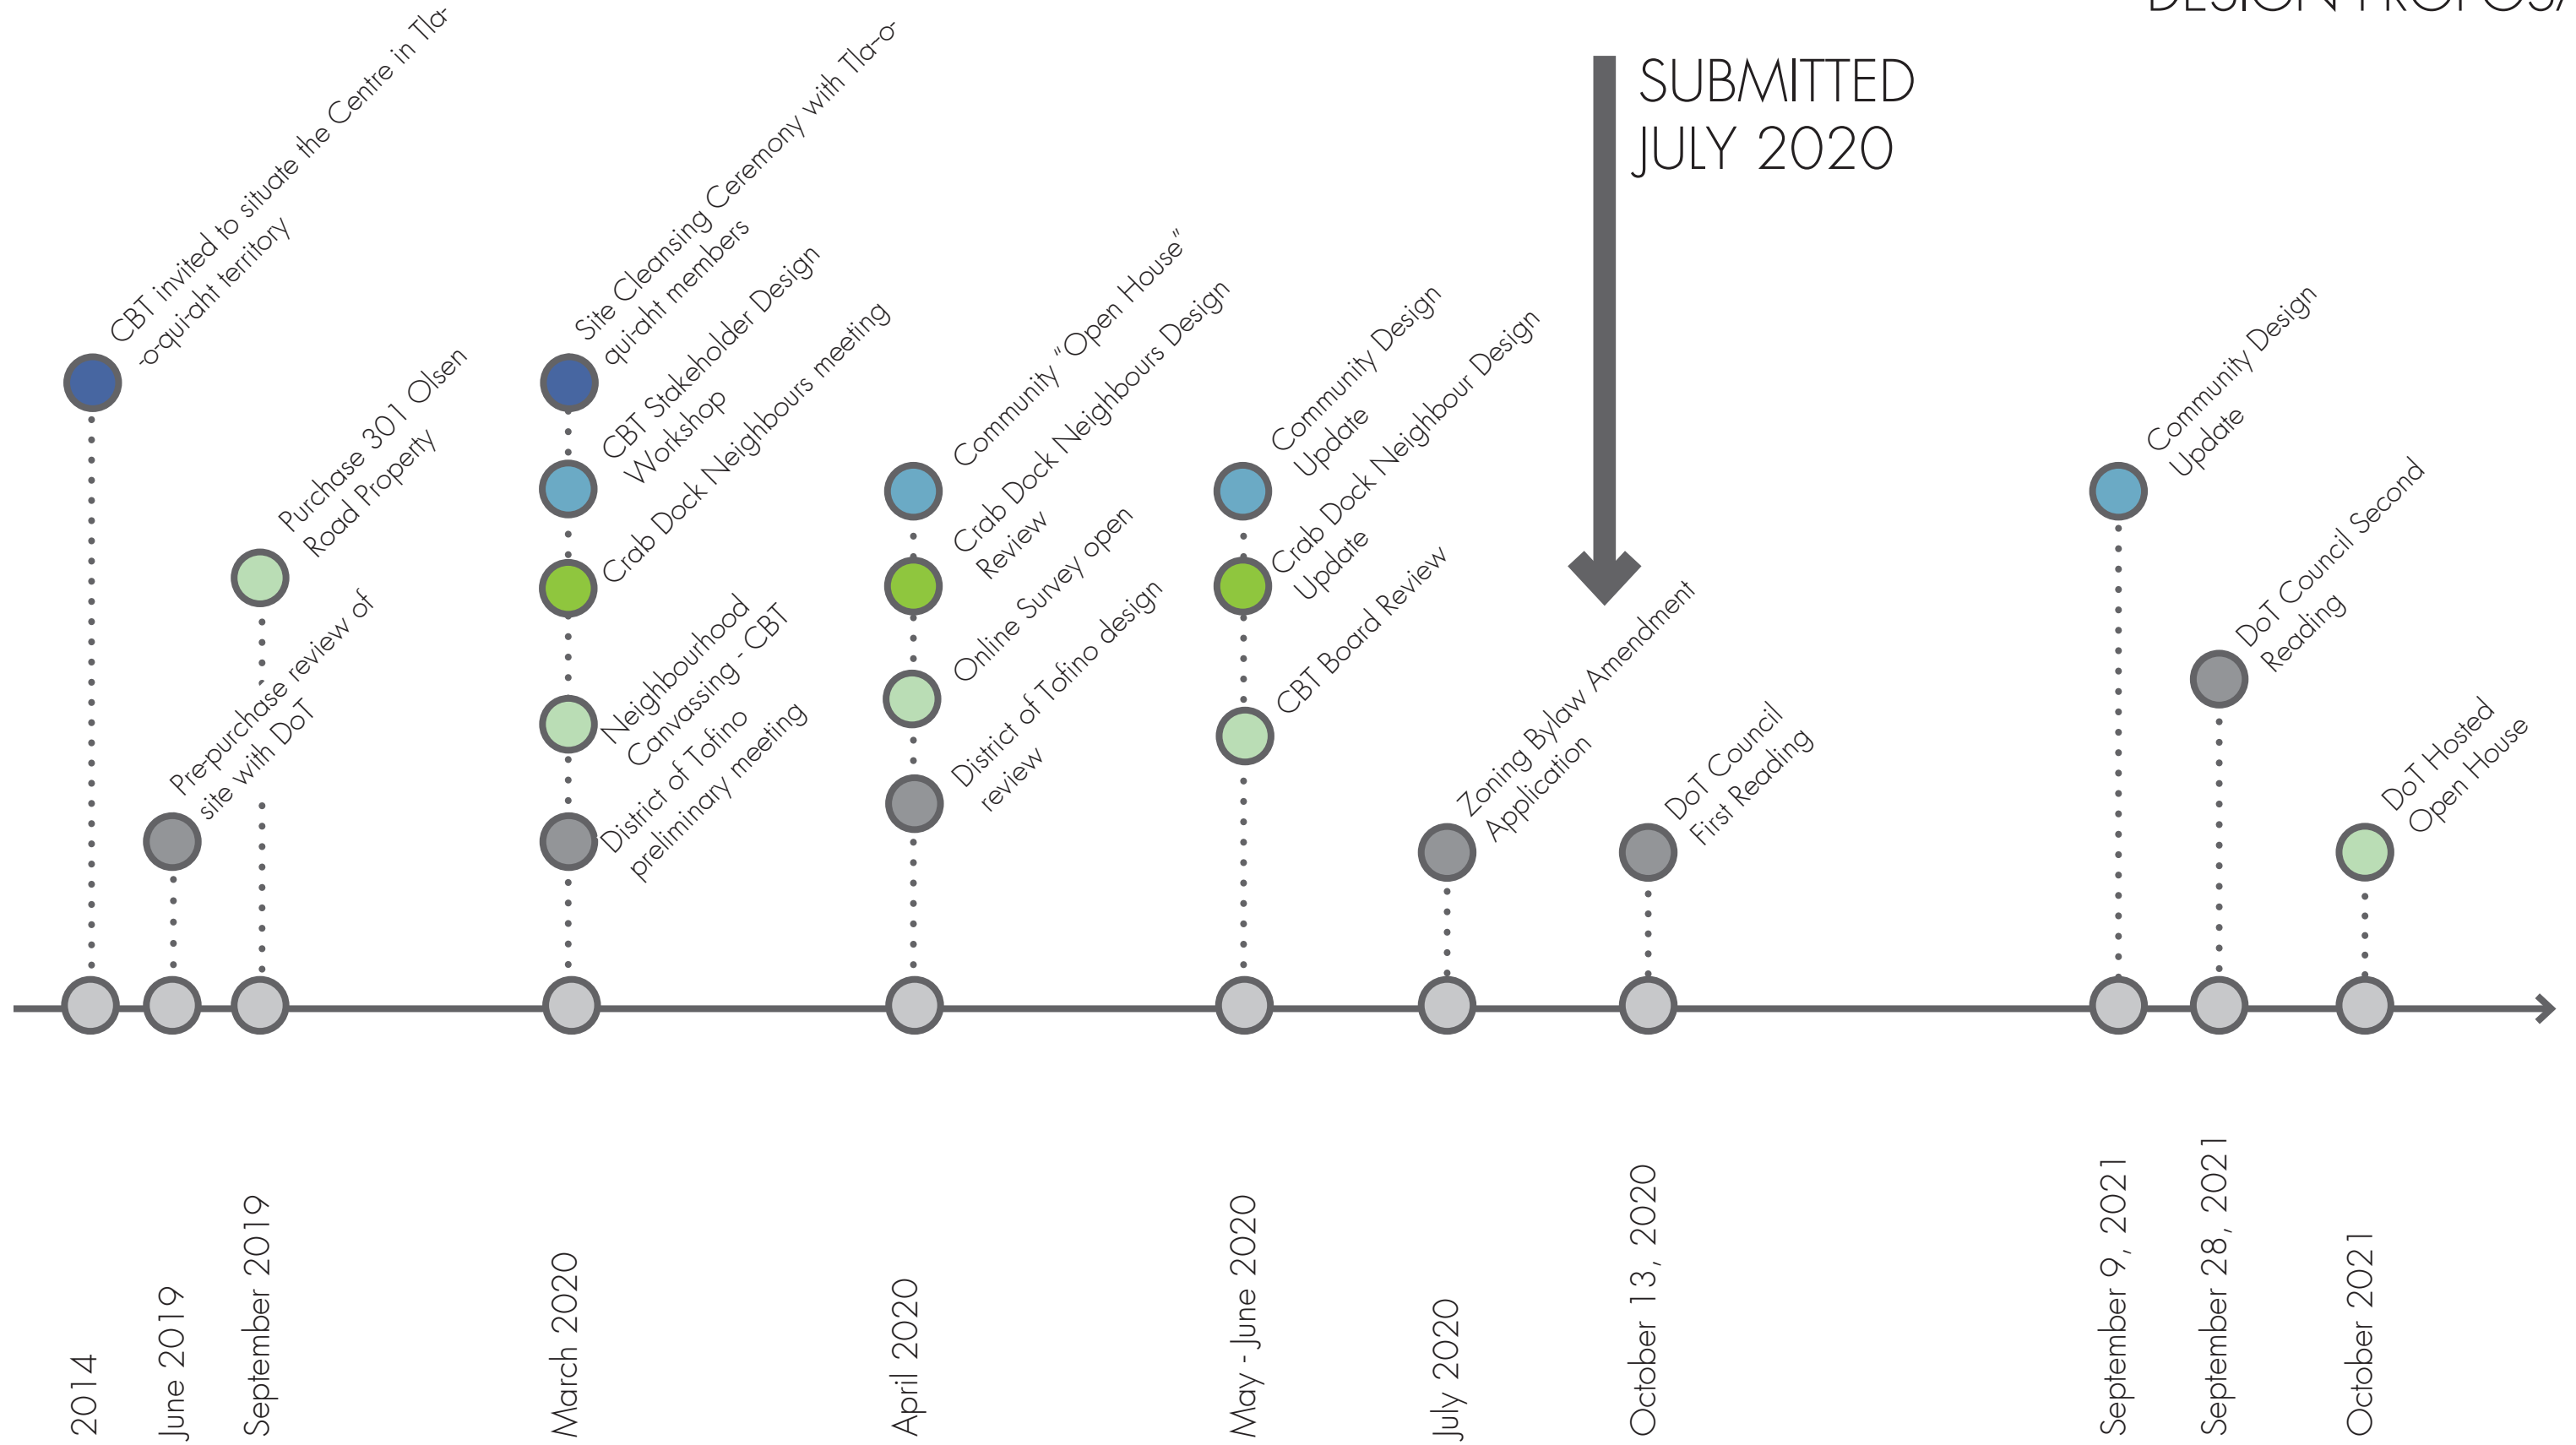 SUBMITTED
JULY 2020
CBT invited to situate the Centre in Tla-
-o-qui-aht territory
Pre-purchase review of
site with DoT
Purchase 301 Olsen
Road Property
Site Cleansing Ceremony with Tla-o-
qui-aht members
CBT Stakeholder Design
Workshop
Crab Dock Neighbours meeting
Neighbourhood
Canvassing - CBT
District of Tofino
preliminary meeting
Community "Open House"
Crab Dock Neighbours Design
Review
Online Survey open
District of Tofino design
review
Community Design
Update
Crab Dock Neighbour Design
Update
CBT Board Review
Zoning Bylaw Amendment
Application
DoT Council
First Reading
Community Design
Update
DoT Council Second
Reading
DoT Hosted
Open House
2014
June 2019
September 2019
March 2020
April 2020
May - June 2020
July 2020
October 13, 2020
September 9, 2021
September 28, 2021
October 2021